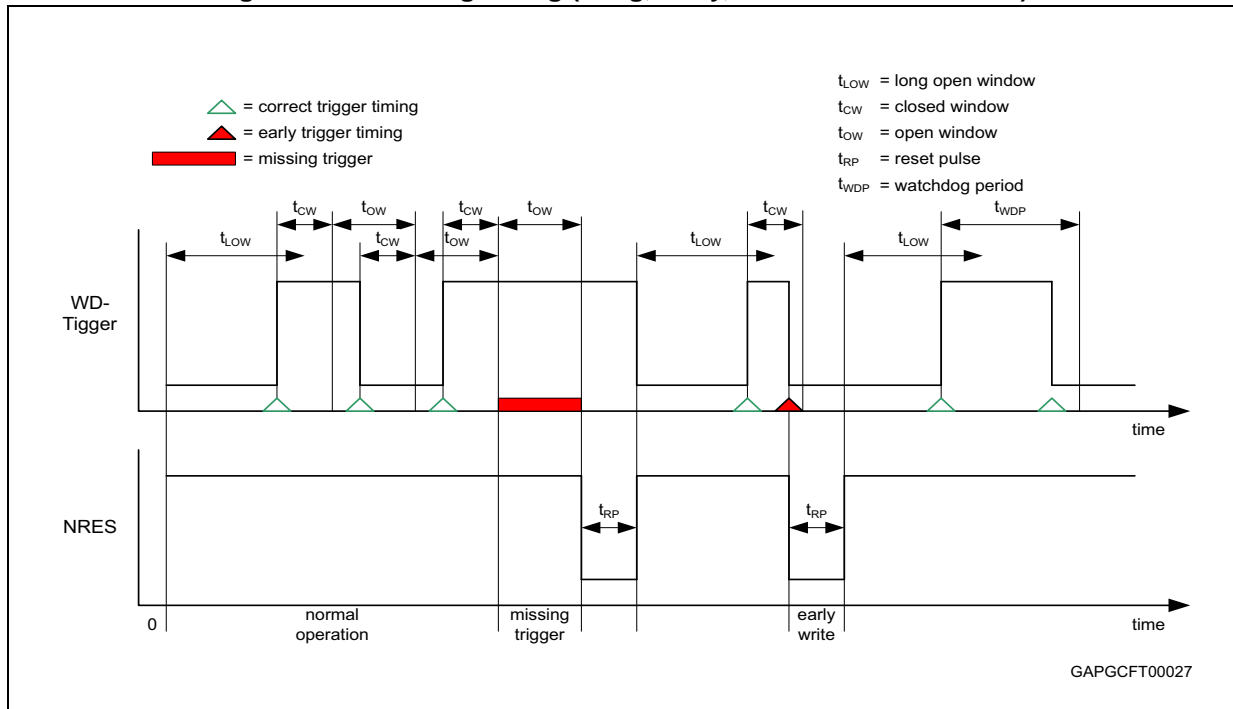 = correct trigger timing
= early trigger timing
= missing trigger
tLOW = long open window
tCW = closed window
tOW = open window
tRP = reset pulse
tWDP = watchdog period
tCW tOW tCW tOW tCW tWDP
tLOW tCW tOW tLOW tLOW
WD-
Tigger
time
NRES
tRP tRP
0
normal
operation
missing
trigger
early
write
time
GAPGCFT00027